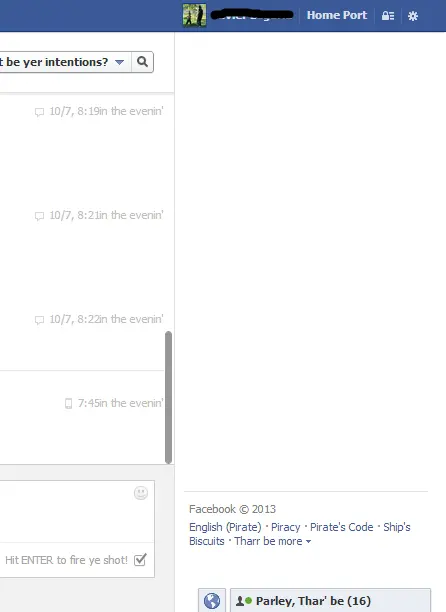 Home Port
t be yer intentions?
10/7, 8:19in the evenin'
10/7, 8:21in the evenin'
10/7, 8:22in the evenin'
7:45in the evenin'
Hit ENTER to fire ye shot!
Facebook © 2013
English (Pirate) · Piracy · Pirate's Code · Ship's
Biscuits · Tharr be more
Parley, Thar' be (16)